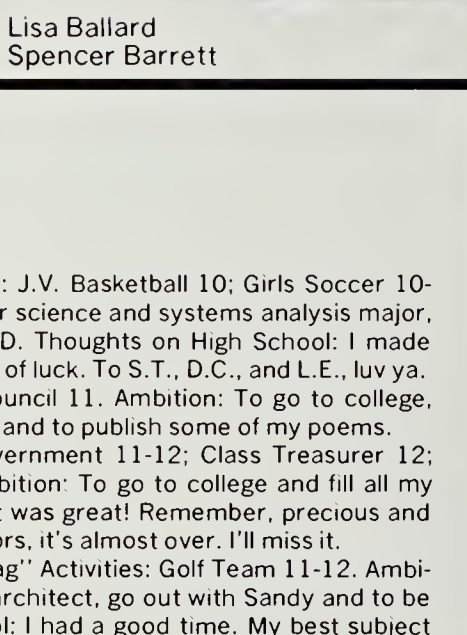 Lisa Ballard
Spencer Barrett
: J.V. Basketball 10; Girls Soccer 10-
r science and systems analysis major,
D. Thoughts on High School: I made
of luck. To S.T., D.C., and L.E., luv ya.
ouncil 11. Ambition: To go to college,
and to publish some of my poems.
vernment 11-12; Class Treasurer 12;
bition: To go to college and fill all my
t was great! Remember, precious and
ors, it's almost over. I'll miss it.
ag" Activities: Golf Team 11-12. Ambi-
architect, go out with Sandy and to be
ol: I had a good time. My best subject